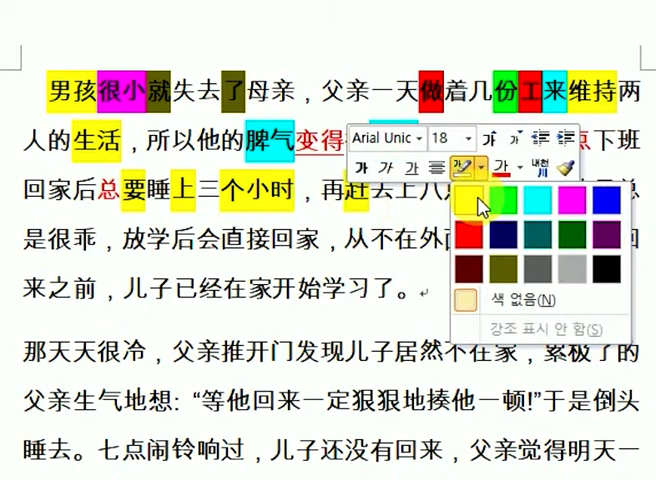 男孩很小就失去了母亲，父亲一天做着几份工来维持两
人的生活，所以他的脾气变得
Arial Unic 18
点下班
가 가 가
回家后总要睡上三个小时，再赶去上八
总
是很乖，放学后会直接回家，从不在外
回
来之前，儿子已经在家开始学习了。
색 없음(N)
강조 표시 안 함(S)
那天天很冷，父亲推开门发现儿子居然不在家，累极了的
父亲生气地想：“等他回来一定狠狠地揍他一顿!”于是倒头
睡去。七点闹铃响过，儿子还没有回来，父亲觉得明天一